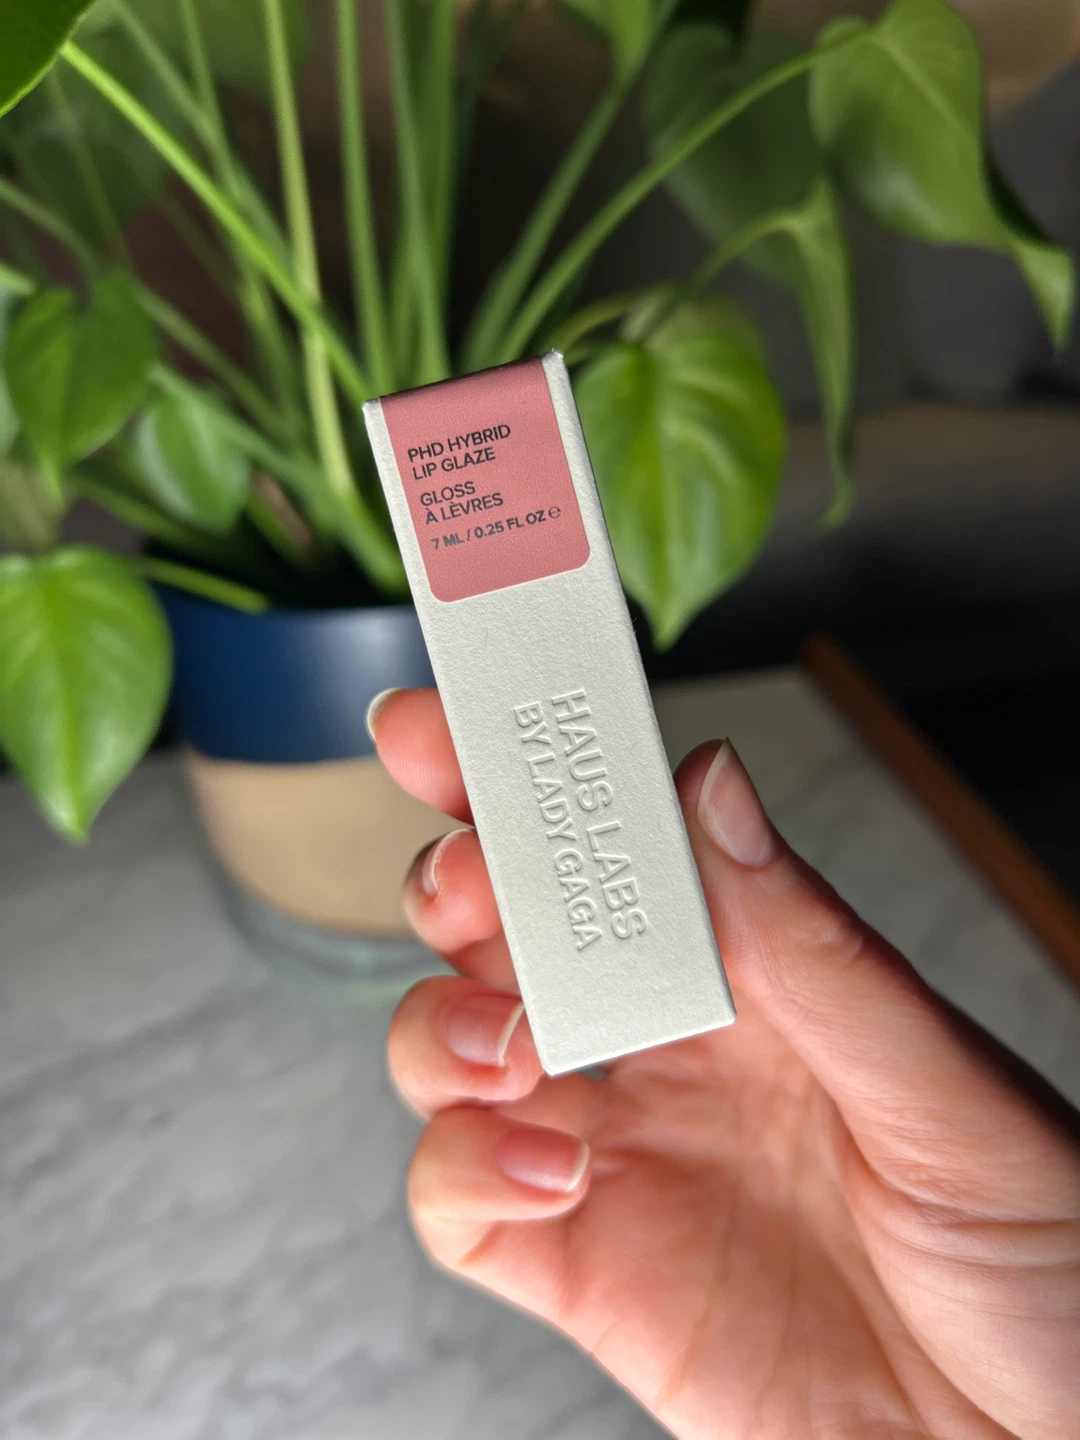 PHD HYBRID
LIP GLAZE
GLOSS
À LÈVRES
7 ML / 0.25 FL OZ ℮
HAUS LABS
BY LADY GAGA